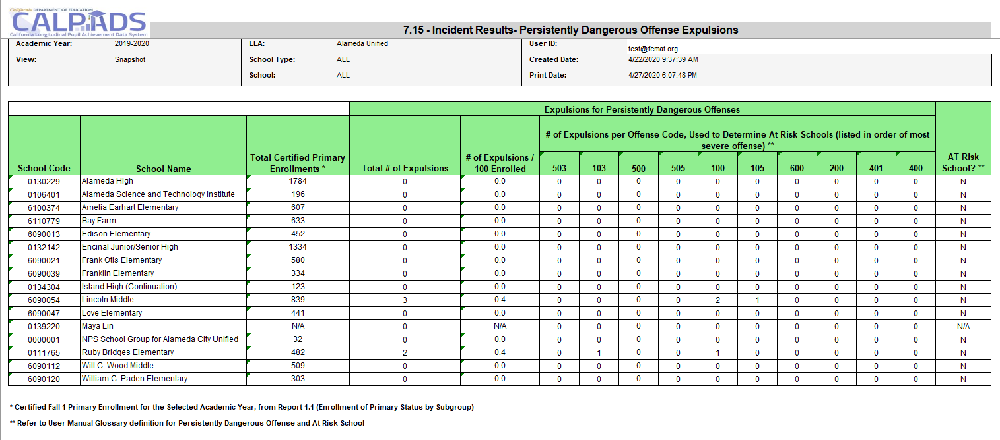 California DEPARTMENT OF EDUCATION
CALPADS
California Longitudinal Pupil Achievement Data System
7.15 - Incident Results- Persistently Dangerous Offense Expulsions
Academic Year: 2019-2020 LEA: Alameda Unified User ID: test@fcmat.org
View: Snapshot School Type: ALL Created Date: 4/22/2020 9:37:39 AM
School: ALL Print Date: 4/27/2020 6:07:48 PM
Expulsions for Persistently Dangerous Offenses
# of Expulsions per Offense Code, Used to Determine At Risk Schools (listed in order of most
severe offense) **
Total Certified Primary # of Expulsions / AT Risk
School Code School Name Enrollments * Total # of Expulsions 100 Enrolled 503 103 500 505 100 105 600 200 401 400 School? **
0130229 Alameda High 1784 0 0.0 0 0 0 0 0 0 0 0 0 0 N
0106401 Alameda Science and Technology Institute 196 0 0.0 0 0 0 0 0 0 0 0 0 0 N
6100374 Amelia Earhart Elementary 607 0 0.0 0 0 0 0 0 0 0 0 0 0 N
6110779 Bay Farm 633 0 0.0 0 0 0 0 0 0 0 0 0 0 N
6090013 Edison Elementary 452 0 0.0 0 0 0 0 0 0 0 0 0 0 N
0132142 Encinal Junior/Senior High 1334 0 0.0 0 0 0 0 0 0 0 0 0 0 N
6090021 Frank Otis Elementary 580 0 0.0 0 0 0 0 0 0 0 0 0 0 N
6090039 Franklin Elementary 334 0 0.0 0 0 0 0 0 0 0 0 0 0 N
0134304 Island High (Continuation) 123 0 0.0 0 0 0 0 0 0 0 0 0 0 N
6090054 Lincoln Middle 839 3 0.4 0 0 0 0 2 1 0 0 0 0 N
6090047 Love Elementary 441 0 0.0 0 0 0 0 0 0 0 0 0 0 N
0139220 Maya Lin N/A 0 N/A 0 0 0 0 0 0 0 0 0 0 N/A
0000001 NPS School Group for Alameda City Unified 32 0 0.0 0 0 0 0 0 0 0 0 0 0 N
0111765 Ruby Bridges Elementary 482 2 0.4 0 1 0 0 1 0 0 0 0 0 N
6090112 Will C. Wood Middle 509 0 0.0 0 0 0 0 0 0 0 0 0 0 N
6090120 William G. Paden Elementary 303 0 0.0 0 0 0 0 0 0 0 0 0 0 N
* Certified Fall 1 Primary Enrollment for the Selected Academic Year, from Report 1.1 (Enrollment of Primary Status by Subgroup)
** Refer to User Manual Glossary definition for Persistently Dangerous Offense and At Risk School